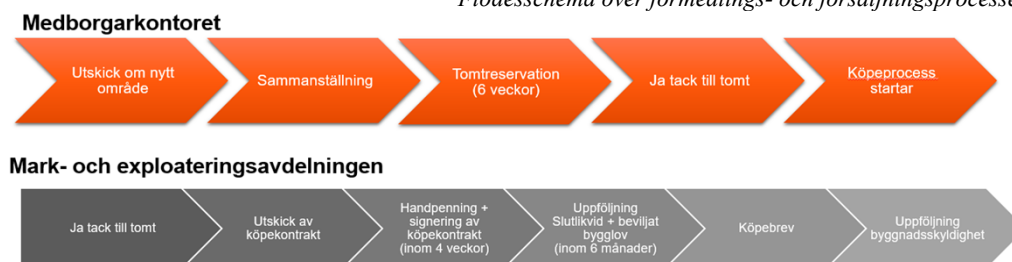 Flödesschema över förmedlings- och försäljningsprocesse
Medborgarkontoret
Utskick om nytt
område
Sammanställning
Tomtreservation
(6 veckor)
Ja tack till tomt
Köpeprocess
startar
Mark- och exploateringsavdelningen
Ja tack till tomt
Utskick av
köpekontrakt
Handpenning +
signering av
köpekontrakt
(inom 4 veckor)
Uppföljning
Slutlikvid + beviljat
bygglov
(inom 6 månader)
Köpebrev
Uppföljning
byggnadsskyldighet